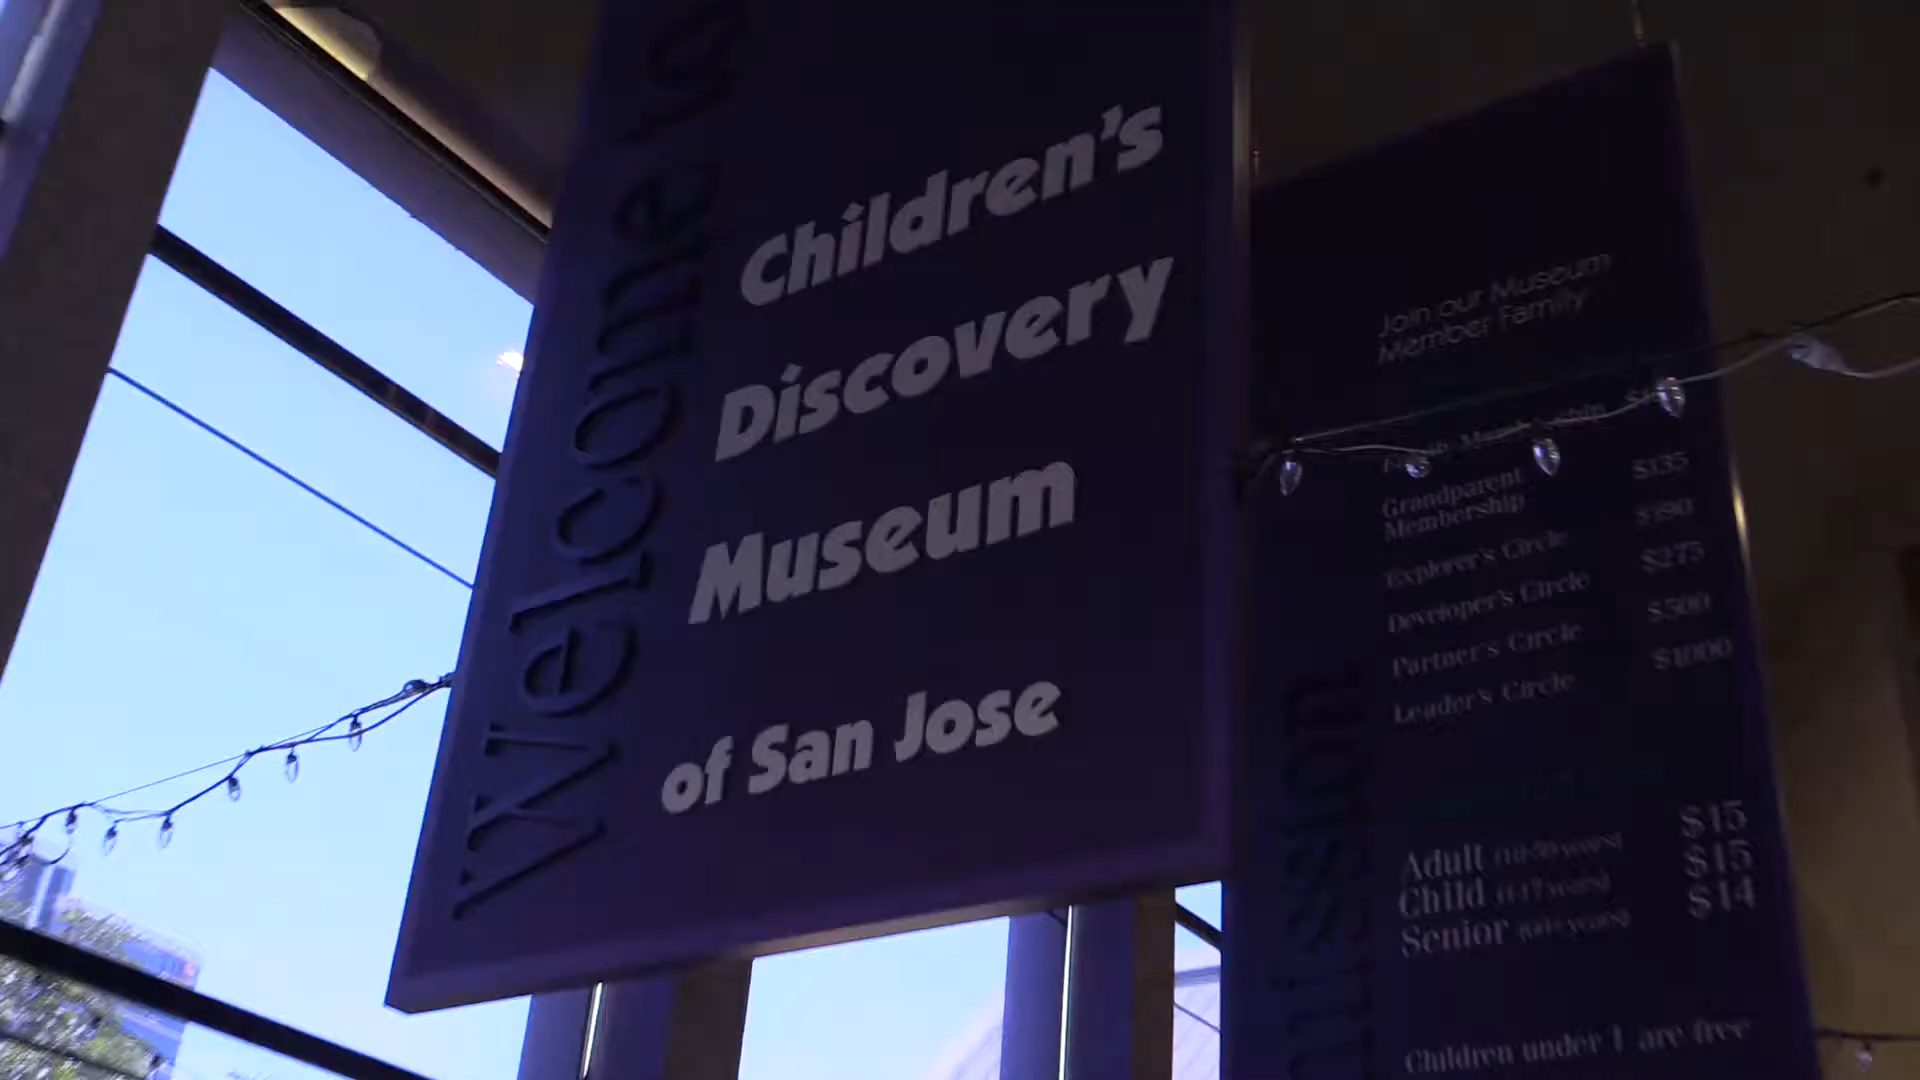 Welcome to
Children's
Discovery
Museum
of San Jose
Join our Museum
Member Family
Membership
Grandparent
Membership
$135
Explorer's Circle
$190
Developer's Circle
$275
Partner's Circle
$500
Leader's Circle
$1000
Adult
$15
Child
$15
Senior
$14
Children under 1 are free